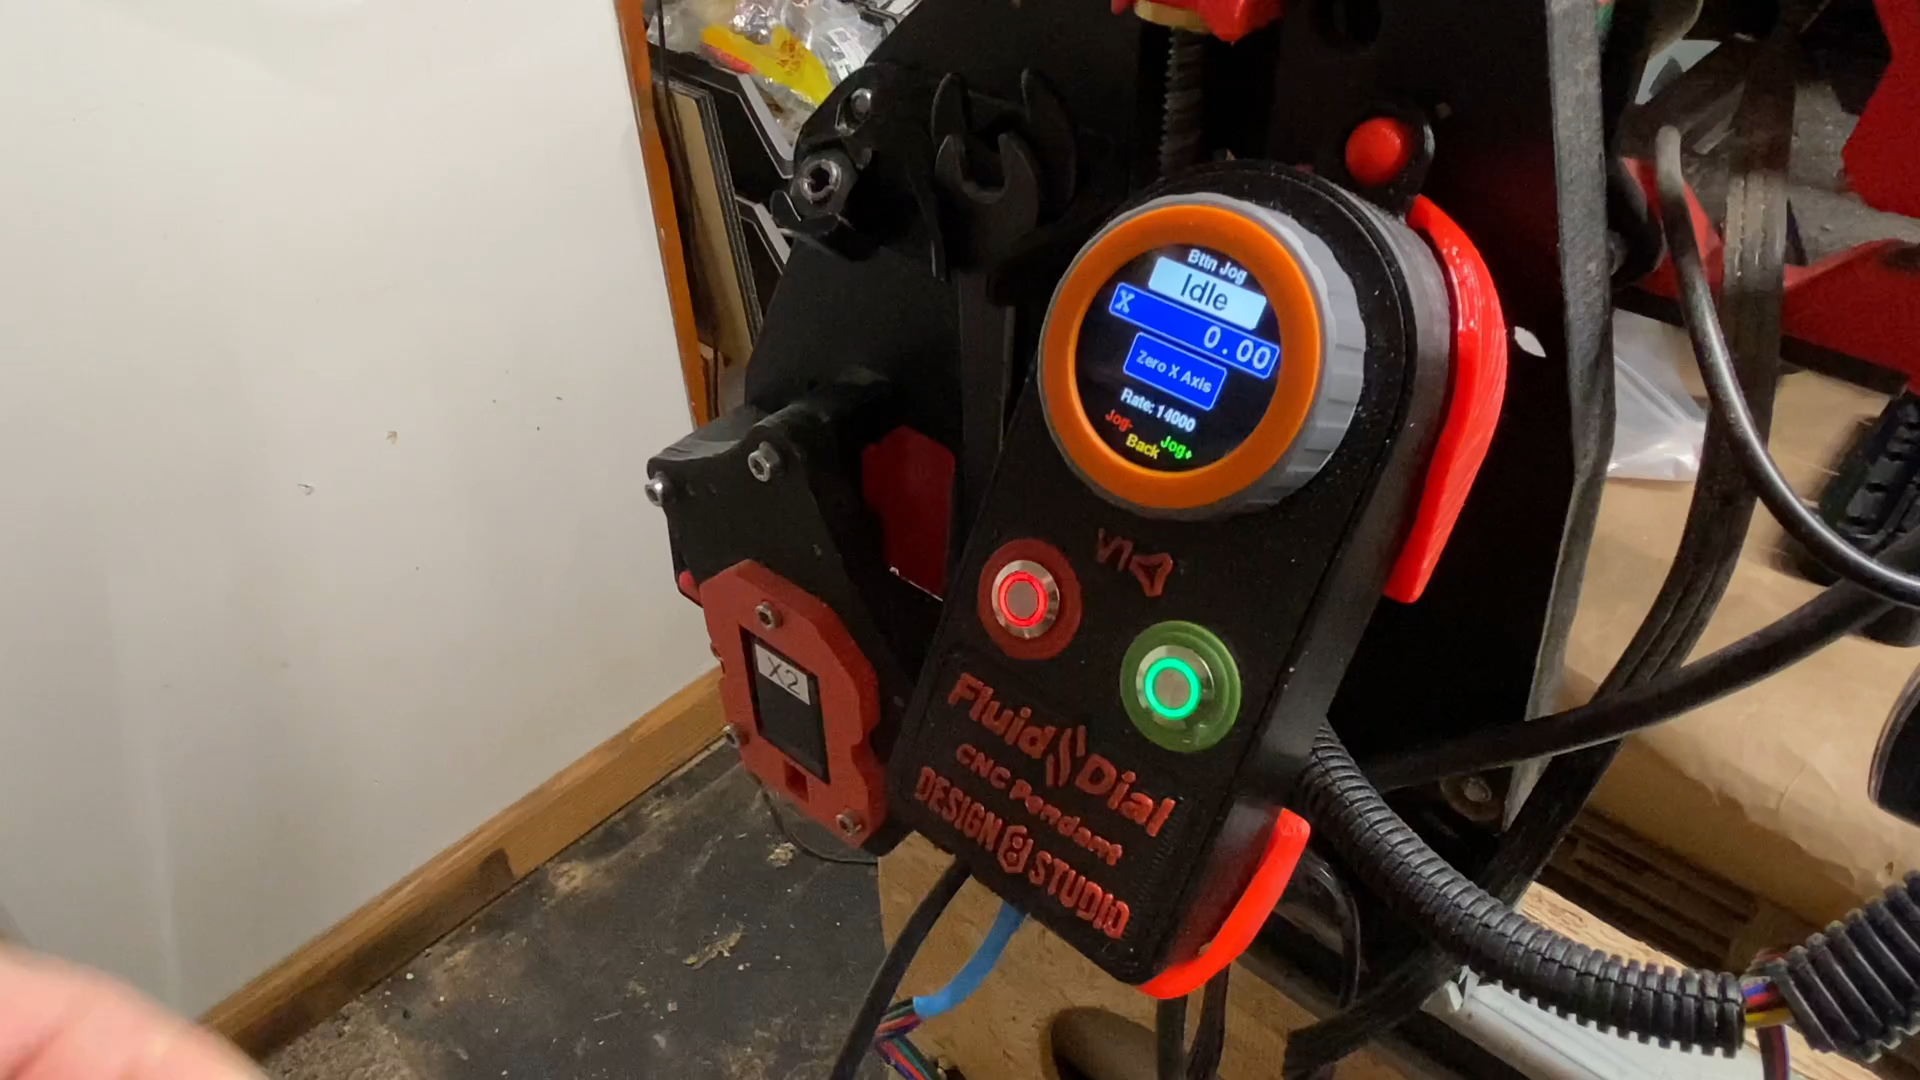 Bttn Jog
Idle
X
0.00
Zero X Axis
Rate: 14000
Jog- Jog+
Back
V1
Fluid Dial
CNC Pendant
DESIGN 8 STUDIO
X2